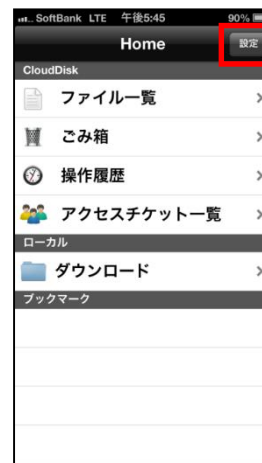 SoftBank LTE 午後5:45 90%
Home 設定
CloudDisk
ファイル一覧
ごみ箱
操作履歴
アクセスチケット一覧
ローカル
ダウンロード
ブックマーク